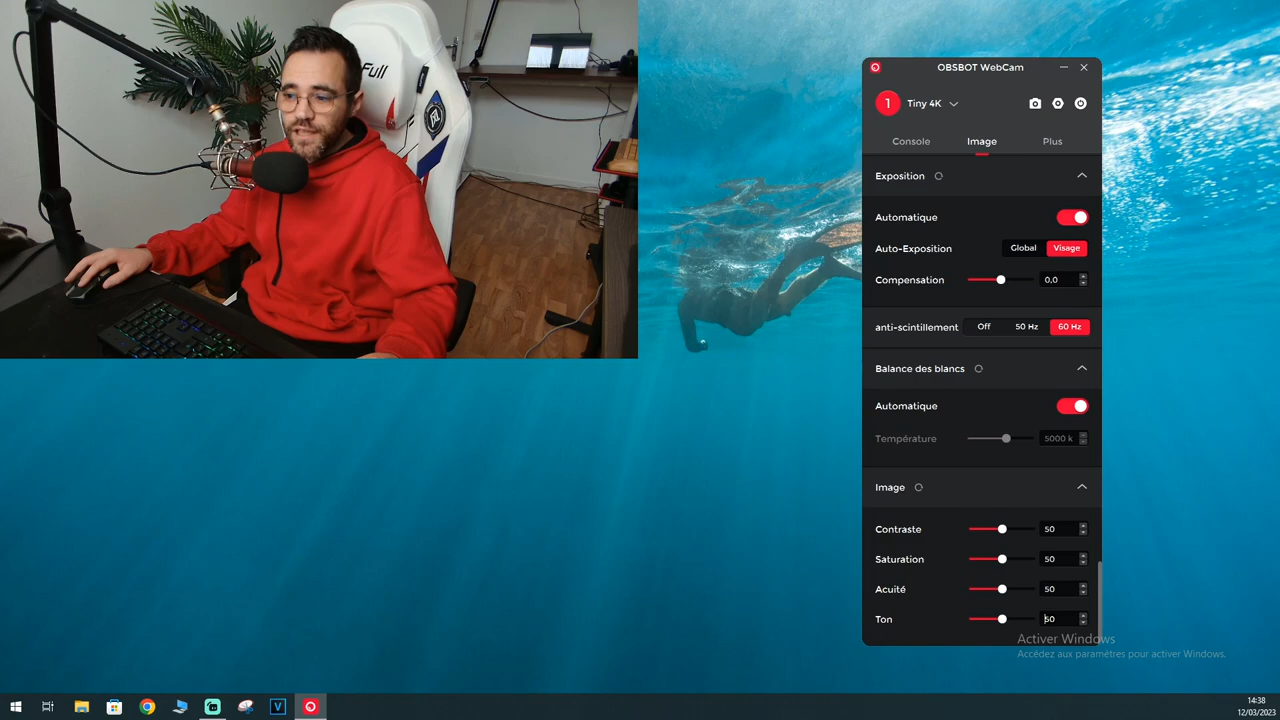 Full
OBSBOT WebCam
1 Tiny 4K
Console Image Plus
Exposition
Automatique
Auto-Exposition Global Visage
Compensation 0,0
anti-scintillement Off 50 Hz 60 Hz
Balance des blancs
Automatique
Température 5000 k
Image
Contraste 50
Saturation 50
Acuité 50
Ton 50
Activer Windows
Accédez aux paramètres pour activer Windows.
V
14:38
12/03/2023